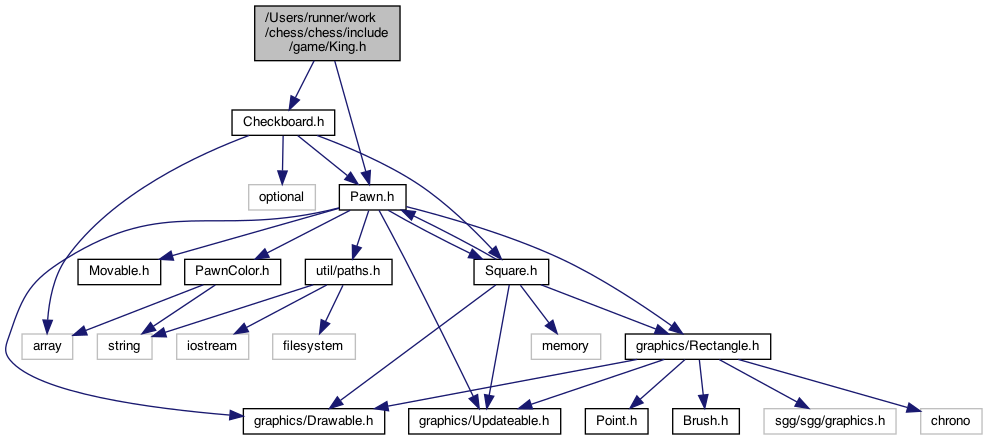 /Users/runner/work
/chess/chess/include
/game/King.h
Checkboard.h
optional
Pawn.h
Movable.h
PawnColor.h
util/paths.h
Square.h
array
string
iostream
filesystem
memory
graphics/Rectangle.h
graphics/Drawable.h
graphics/Updateable.h
Point.h
Brush.h
sgg/sgg/graphics.h
chrono